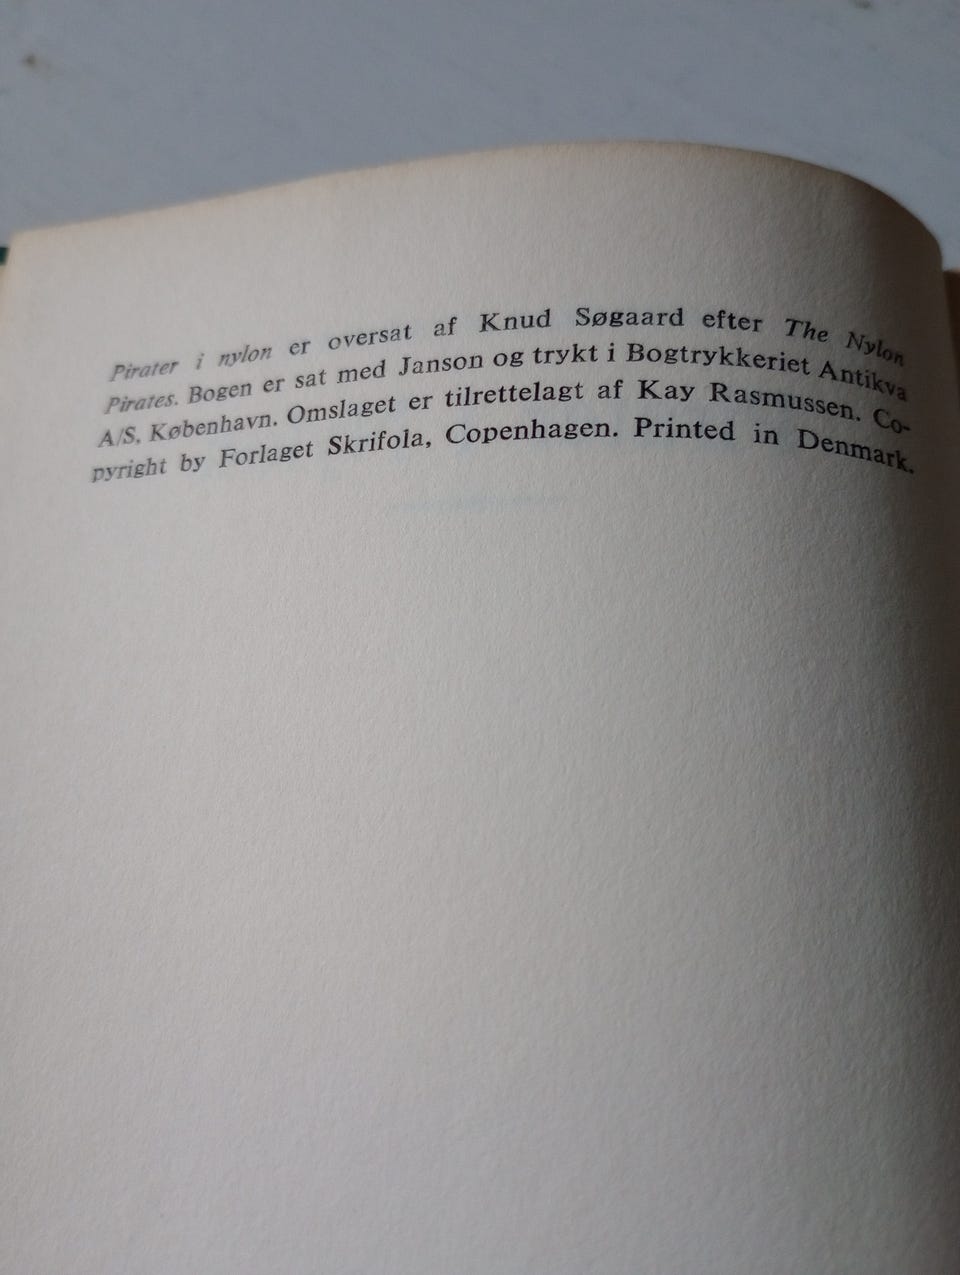 Pirater i nylon er oversat af Knud Søgaard efter The Nylon
Pirates. Bogen er sat med Janson og trykt i Bogtrykkeriet Antikva
A/S, København. Omslaget er tilrettelagt af Kay Rasmussen. Co-
pyright by Forlaget Skrifola, Copenhagen. Printed in Denmark.